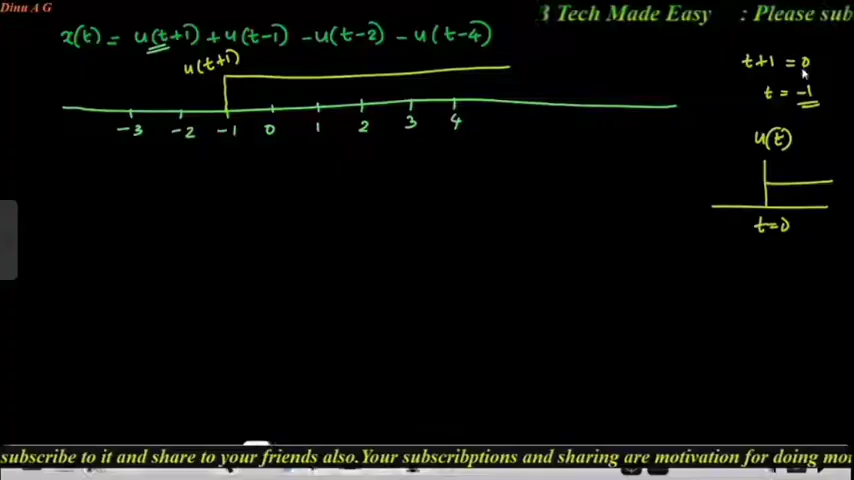 Dinu A G
B Tech Made Easy : Please sub
x(t) = u(t+1) + u(t-1) - u(t-2) - u(t-4)
u(t+1)
t+1 = 0
t = -1
-3 -2 -1 0 1 2 3 4
u(t)
t=0
subscribe to it and share to your friends also.Your subscribptions and sharing are motivation for doing mo